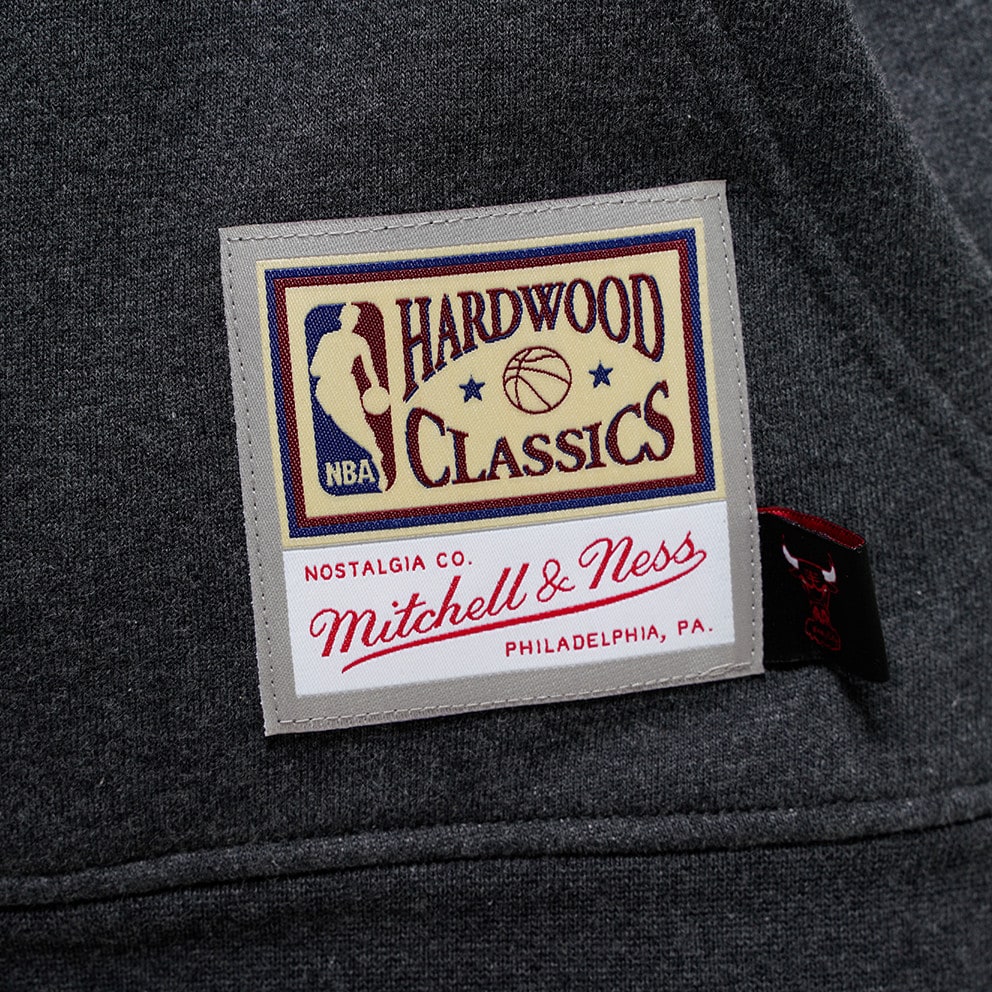 HARDWOOD
CLASSICS
NBA
NOSTALGIA CO.
Mitchell & Ness
PHILADELPHIA, PA.